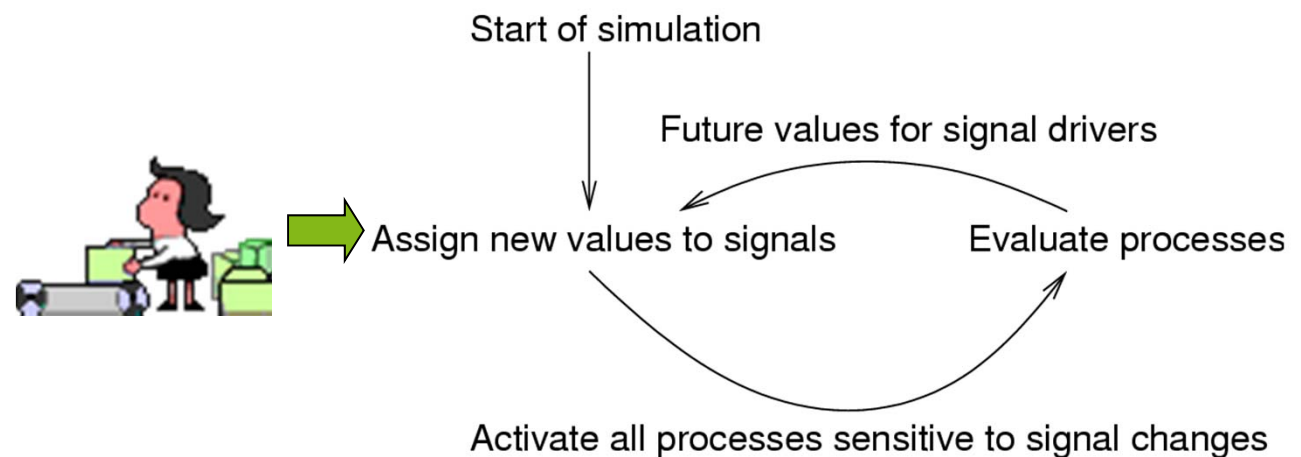 Start of simulation
Future values for signal drivers
Assign new values to signals
Evaluate processes
Activate all processes sensitive to signal changes